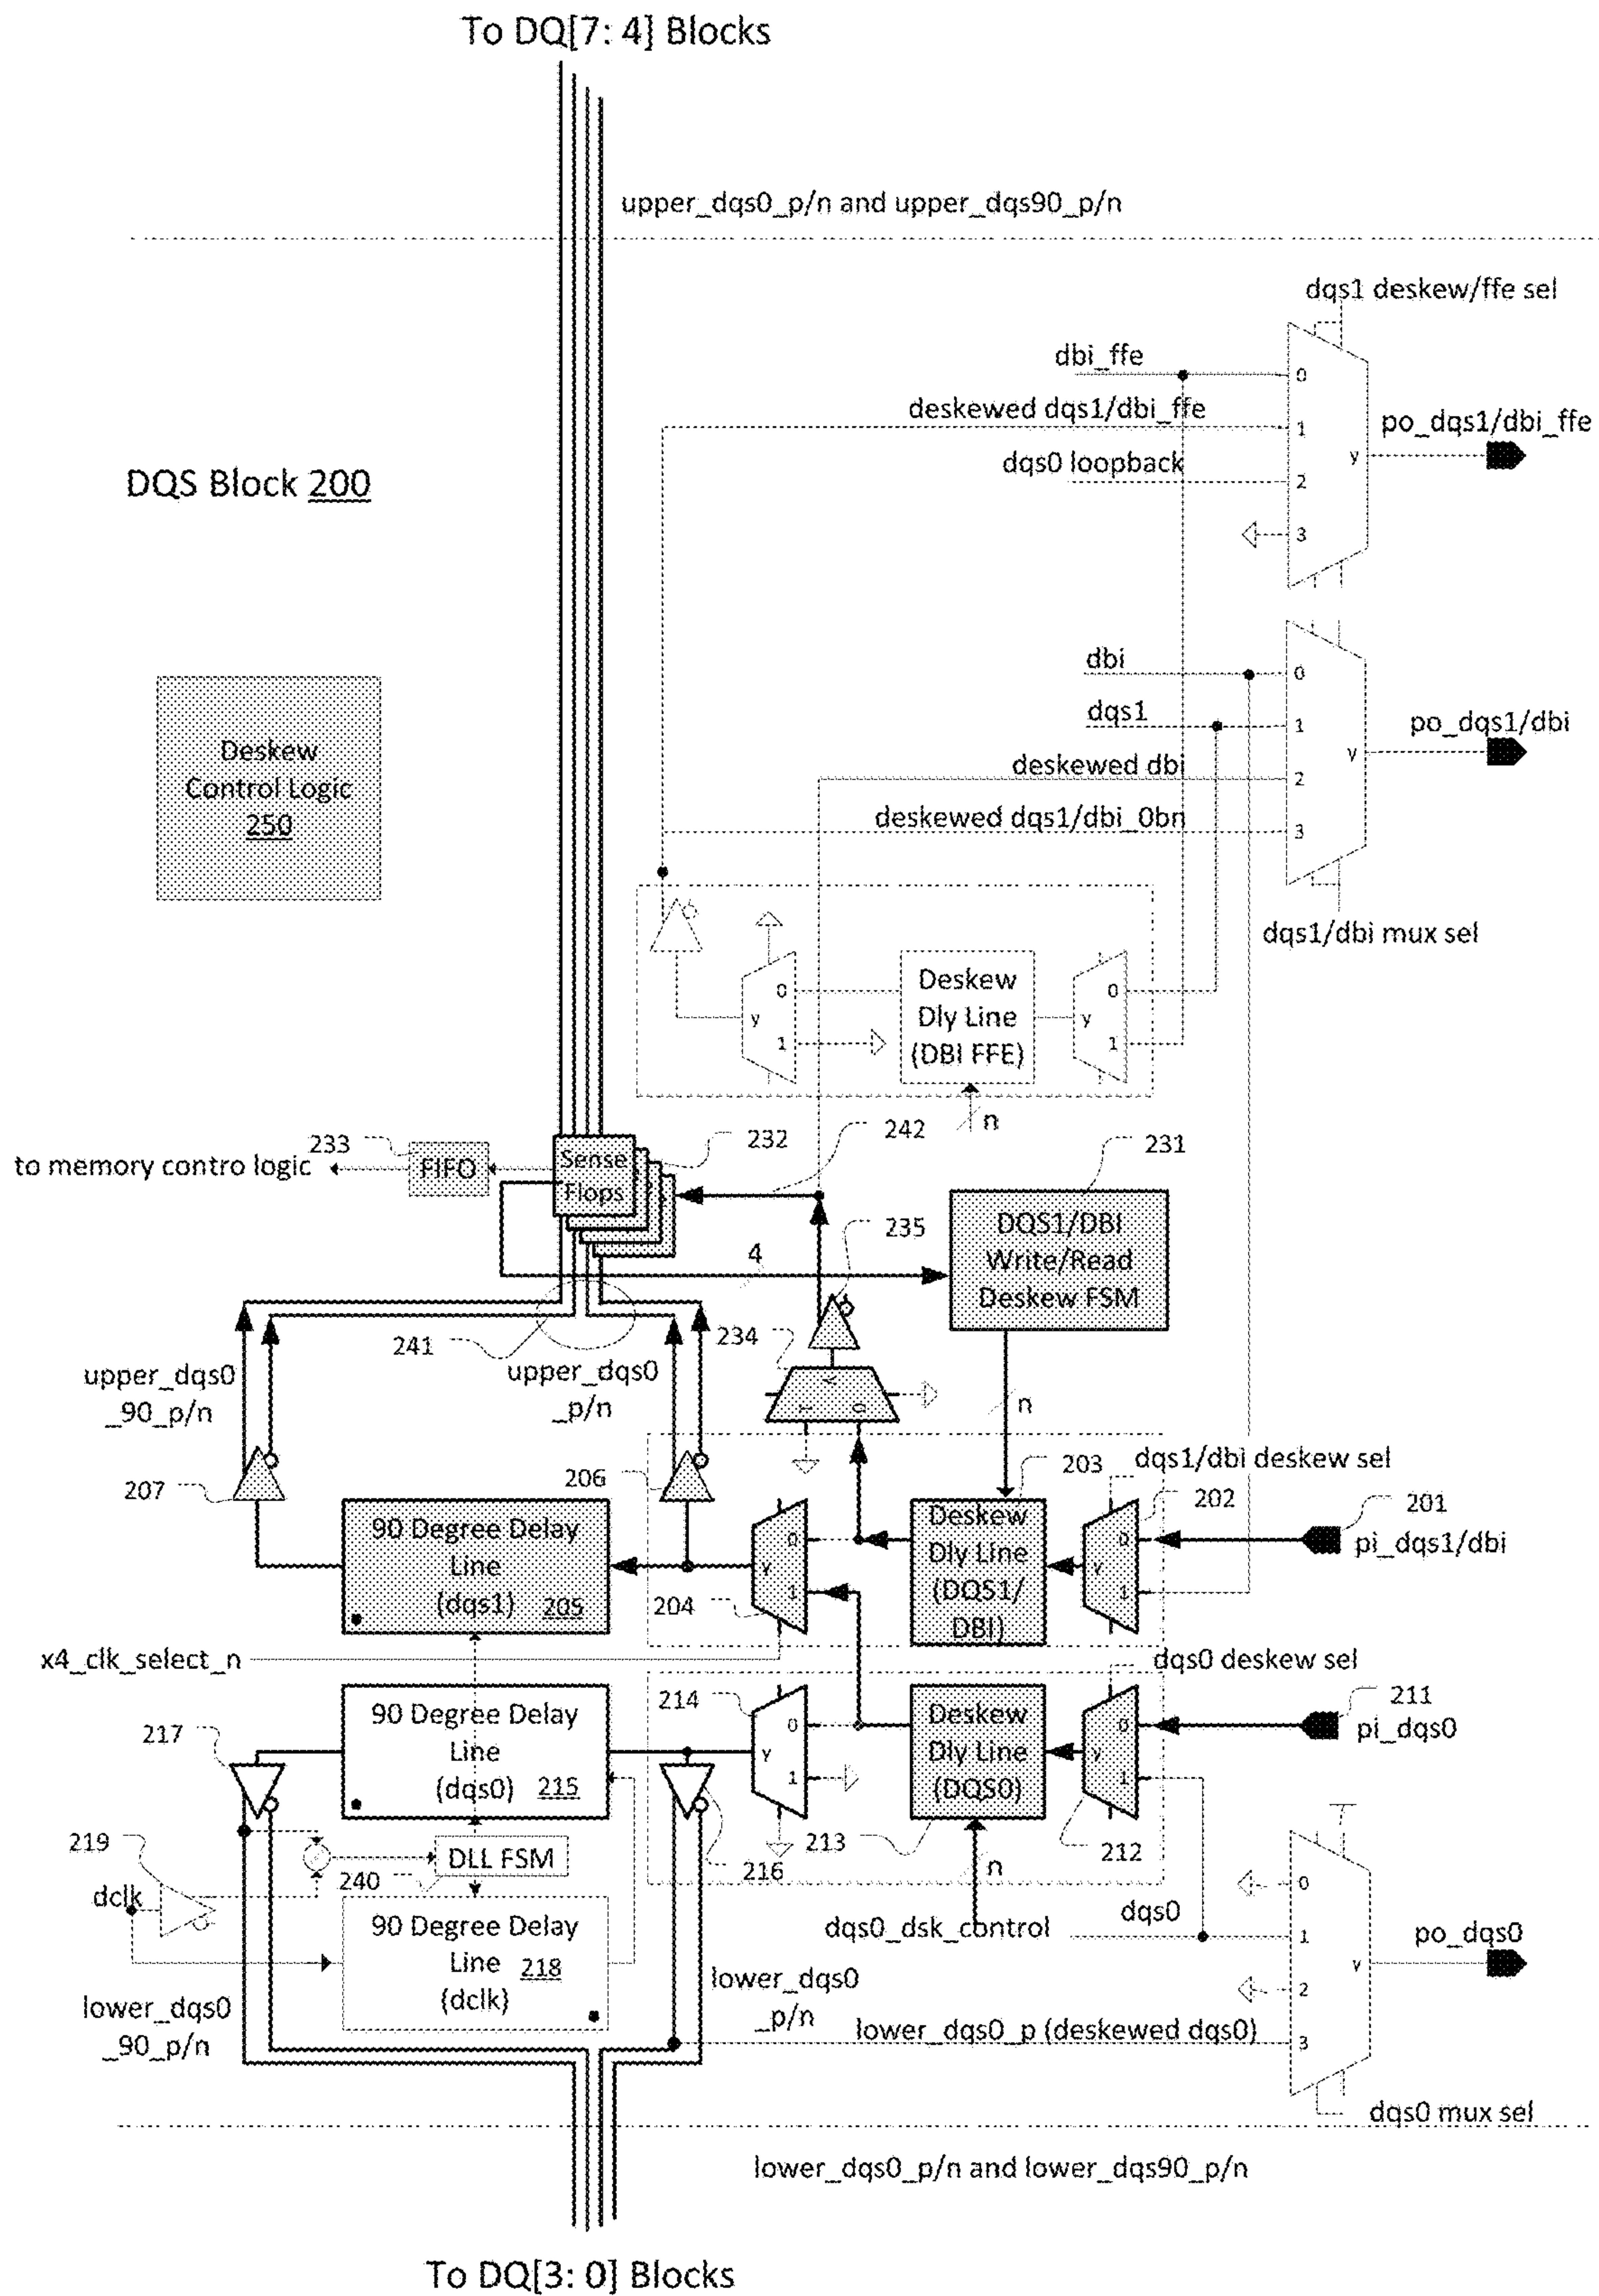 To DQ[7: 4] Blocks
upper_dqs0_p/n and upper_dqs90_p/n
dqs1 deskew/ffe sel
dbi_ffe
0
deskewed dqs1/dbi_ffe
1
po_dqs1/dbi_ffe
y
dqs0 loopback
2
DQS Block 200
3
dbi
0
dqs1
1
po_dqs1/dbi
y
deskewed dbi
2
deskewed dqs1/dbi_0bn
3
Deskew
Control Logic
250
dqs1/dbi mux sel
Deskew
Dly Line
(DBI FFE)
0
y
1
0
y
1
n
233
232
242
231
to memory contro logic
FIFO
Sense
Flops
DQS1/DBI
Write/Read
Deskew FSM
235
4
234
241
upper_dqs0
_90_p/n
upper_dqs0
_p/n
y
1
0
n
207
206
203
dqs1/dbi deskew sel
202
201
pi_dqs1/dbi
90 Degree Delay
Line
(dqs1) 205
0
y
1
204
Deskew
Dly Line
(DQS1/
DBI)
0
y
1
x4_clk_select_n
dqs0 deskew sel
217
90 Degree Delay
Line
(dqs0) 215
214
0
y
1
Deskew
Dly Line
(DQS0)
0
y
1
211
pi_dqs0
219
DLL FSM
240
216
213
n
212
dclk
90 Degree Delay
Line 218
(dclk)
dqs0_dsk_control
dqs0
0
1
po_dqs0
y
2
lower_dqs0
_90_p/n
lower_dqs0
_p/n
lower_dqs0_p (deskewed dqs0)
3
dqs0 mux sel
lower_dqs0_p/n and lower_dqs90_p/n
To DQ[3: 0] Blocks